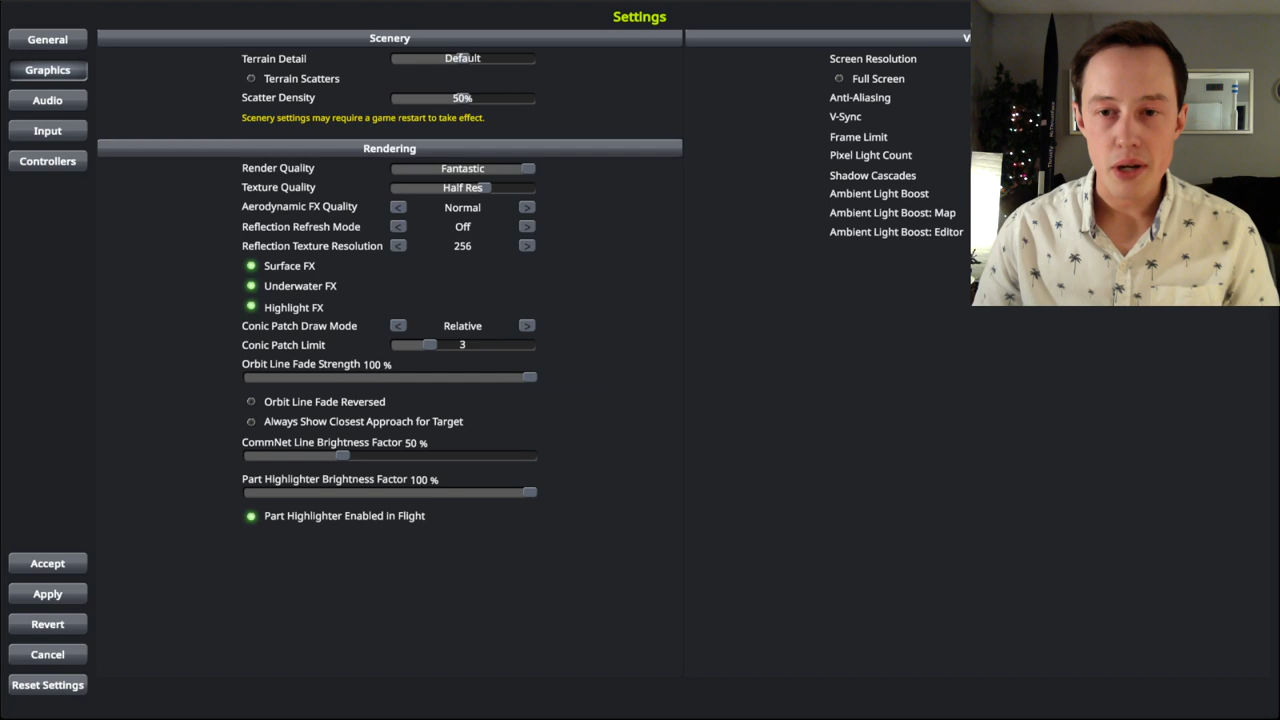 Settings
General
Graphics
Audio
Input
Controllers
Scenery
Terrain Detail Default
Terrain Scatters
Scatter Density 50%
Scenery settings may require a game restart to take effect.
Rendering
Render Quality Fantastic
Texture Quality Half Res
Aerodynamic FX Quality < Normal >
Reflection Refresh Mode < Off >
Reflection Texture Resolution < 256 >
Surface FX
Underwater FX
Highlight FX
Conic Patch Draw Mode < Relative >
Conic Patch Limit 3
Orbit Line Fade Strength 100 %
Orbit Line Fade Reversed
Always Show Closest Approach for Target
CommNet Line Brightness Factor 50 %
Part Highlighter Brightness Factor 100 %
Part Highlighter Enabled in Flight
V
Screen Resolution
Full Screen
Anti-Aliasing
V-Sync
Frame Limit
Pixel Light Count
Shadow Cascades
Ambient Light Boost
Ambient Light Boost: Map
Ambient Light Boost: Editor
Accept
Apply
Revert
Cancel
Reset Settings